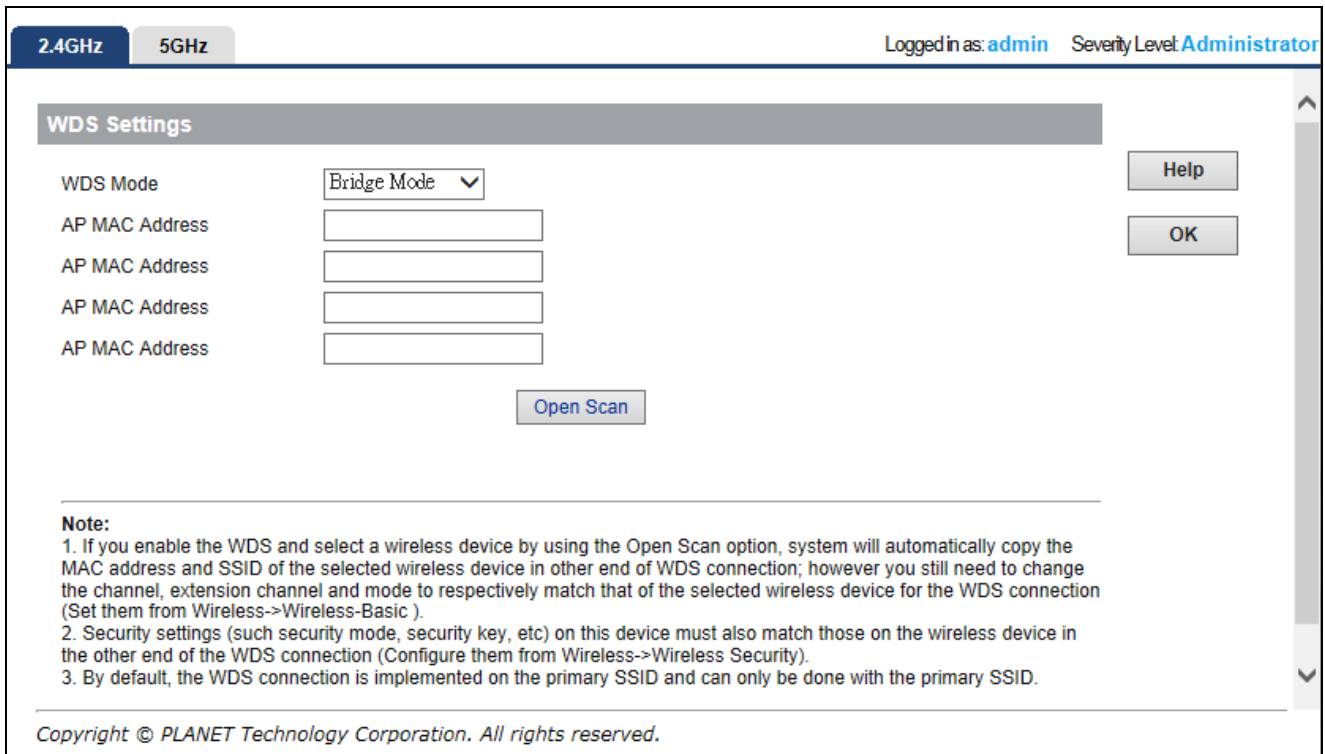 2.4GHz 5GHz Logged in as: admin Severity Level: Administrator
WDS Settings
WDS Mode Bridge Mode
AP MAC Address
AP MAC Address
AP MAC Address
AP MAC Address
Open Scan
Help
OK
Note:
1. If you enable the WDS and select a wireless device by using the Open Scan option, system will automatically copy the
MAC address and SSID of the selected wireless device in other end of WDS connection; however you still need to change
the channel, extension channel and mode to respectively match that of the selected wireless device for the WDS connection
(Set them from Wireless->Wireless-Basic ).
2. Security settings (such security mode, security key, etc) on this device must also match those on the wireless device in
the other end of the WDS connection (Configure them from Wireless->Wireless Security).
3. By default, the WDS connection is implemented on the primary SSID and can only be done with the primary SSID.
Copyright © PLANET Technology Corporation. All rights reserved.